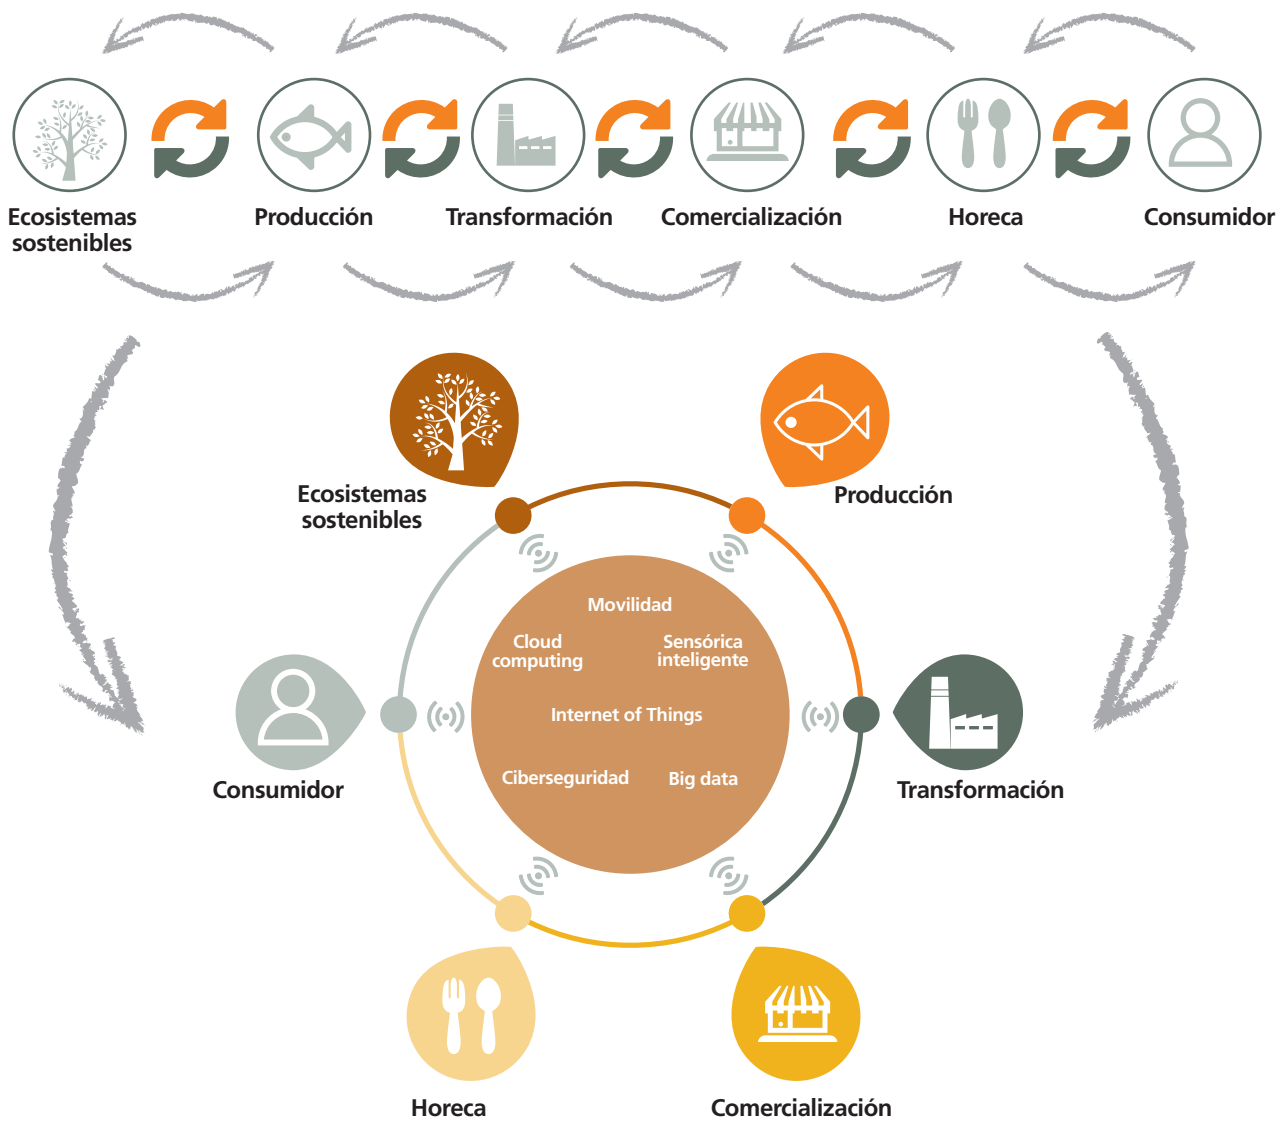 Ecosistemas
sostenibles
Producción
Transformación
Comercialización
Horeca
Consumidor
Ecosistemas
sostenibles
Producción
Movilidad
Cloud
computing
Sensórica
inteligente
Internet of Things
Ciberseguridad
Big data
Consumidor
Transformación
Horeca
Comercialización